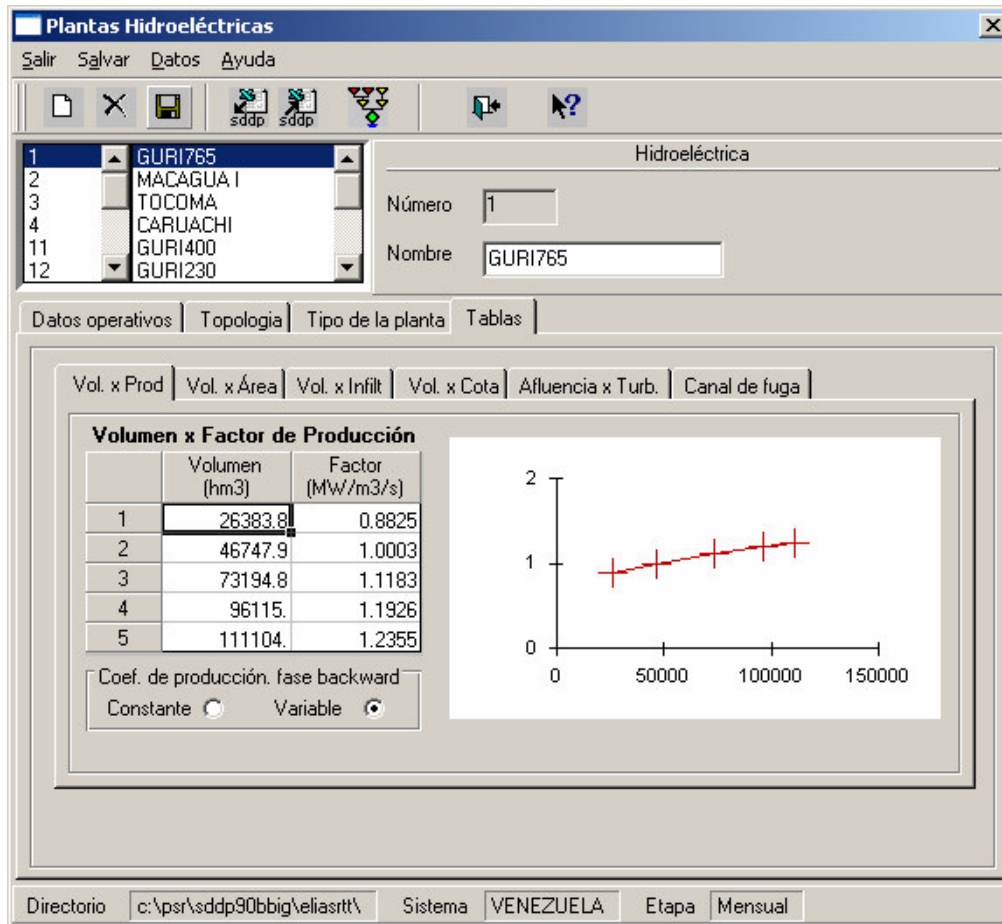 Plantas Hidroeléctricas
Salir Salvar Datos Ayuda
sddp sddp
1 GURI765
2 MACAGUA I
3 TOCOMA
4 CARUACHI
11 GURI400
12 GURI230
Hidroeléctrica
Número 1
Nombre GURI765
Datos operativos Topologia Tipo de la planta Tablas
Vol. x Prod Vol. x Área Vol. x Infilt Vol. x Cota Afluencia x Turb. Canal de fuga
Volumen x Factor de Producción
Volumen (hm3) Factor (MW/m3/s)
1 26383.8 0.8825
2 46747.9 1.0003
3 73194.8 1.1183
4 96115. 1.1926
5 111104. 1.2355
Coef. de producción. fase backward
Constante Variable
2
1
0
0 50000 100000 150000
Directorio c:\psr\sddp90bbig\eliasrtt\ Sistema VENEZUELA Etapa Mensual